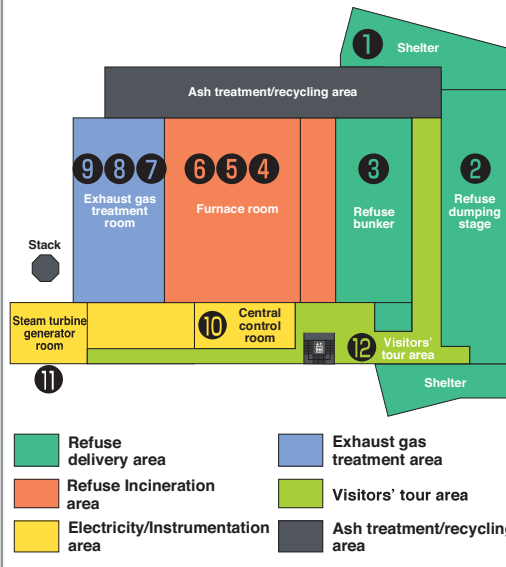 1
Shelter
Ash treatment/recycling area
9 8 7
6 5 4
3
2
Exhaust gas
treatment
room
Furnace room
Refuse
bunker
Refuse
dumping
stage
Stack
Steam turbine
generator
room
10
Central
control
room
12
Visitors'
tour area
11
Shelter
Refuse
delivery area
Exhaust gas
treatment area
Refuse Incineration
area
Visitors' tour area
Electricity/Instrumentation
area
Ash treatment/recycling
area